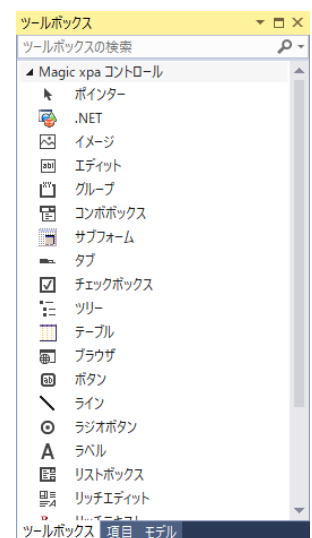 ツールボックス
ツールボックスの検索
Magic xpa コントロール
ポインター
.NET
イメージ
エディット
グループ
コンボボックス
サブフォーム
タブ
チェックボックス
ツリー
テーブル
ブラウザ
ボタン
ライン
ラジオボタン
ラベル
リストボックス
リッチエディット
ツールボックス 項目 モデル